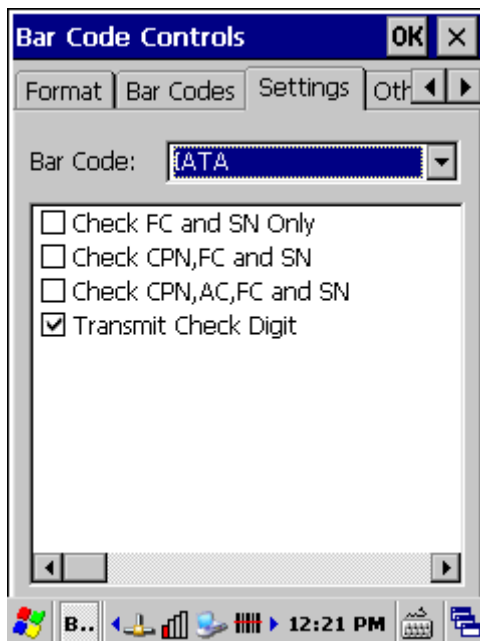 Bar Code Controls OK ×
Format Bar Codes Settings Oth
Bar Code: IATA
Check FC and SN Only
Check CPN,FC and SN
Check CPN,AC,FC and SN
Transmit Check Digit
B.. 12:21 PM